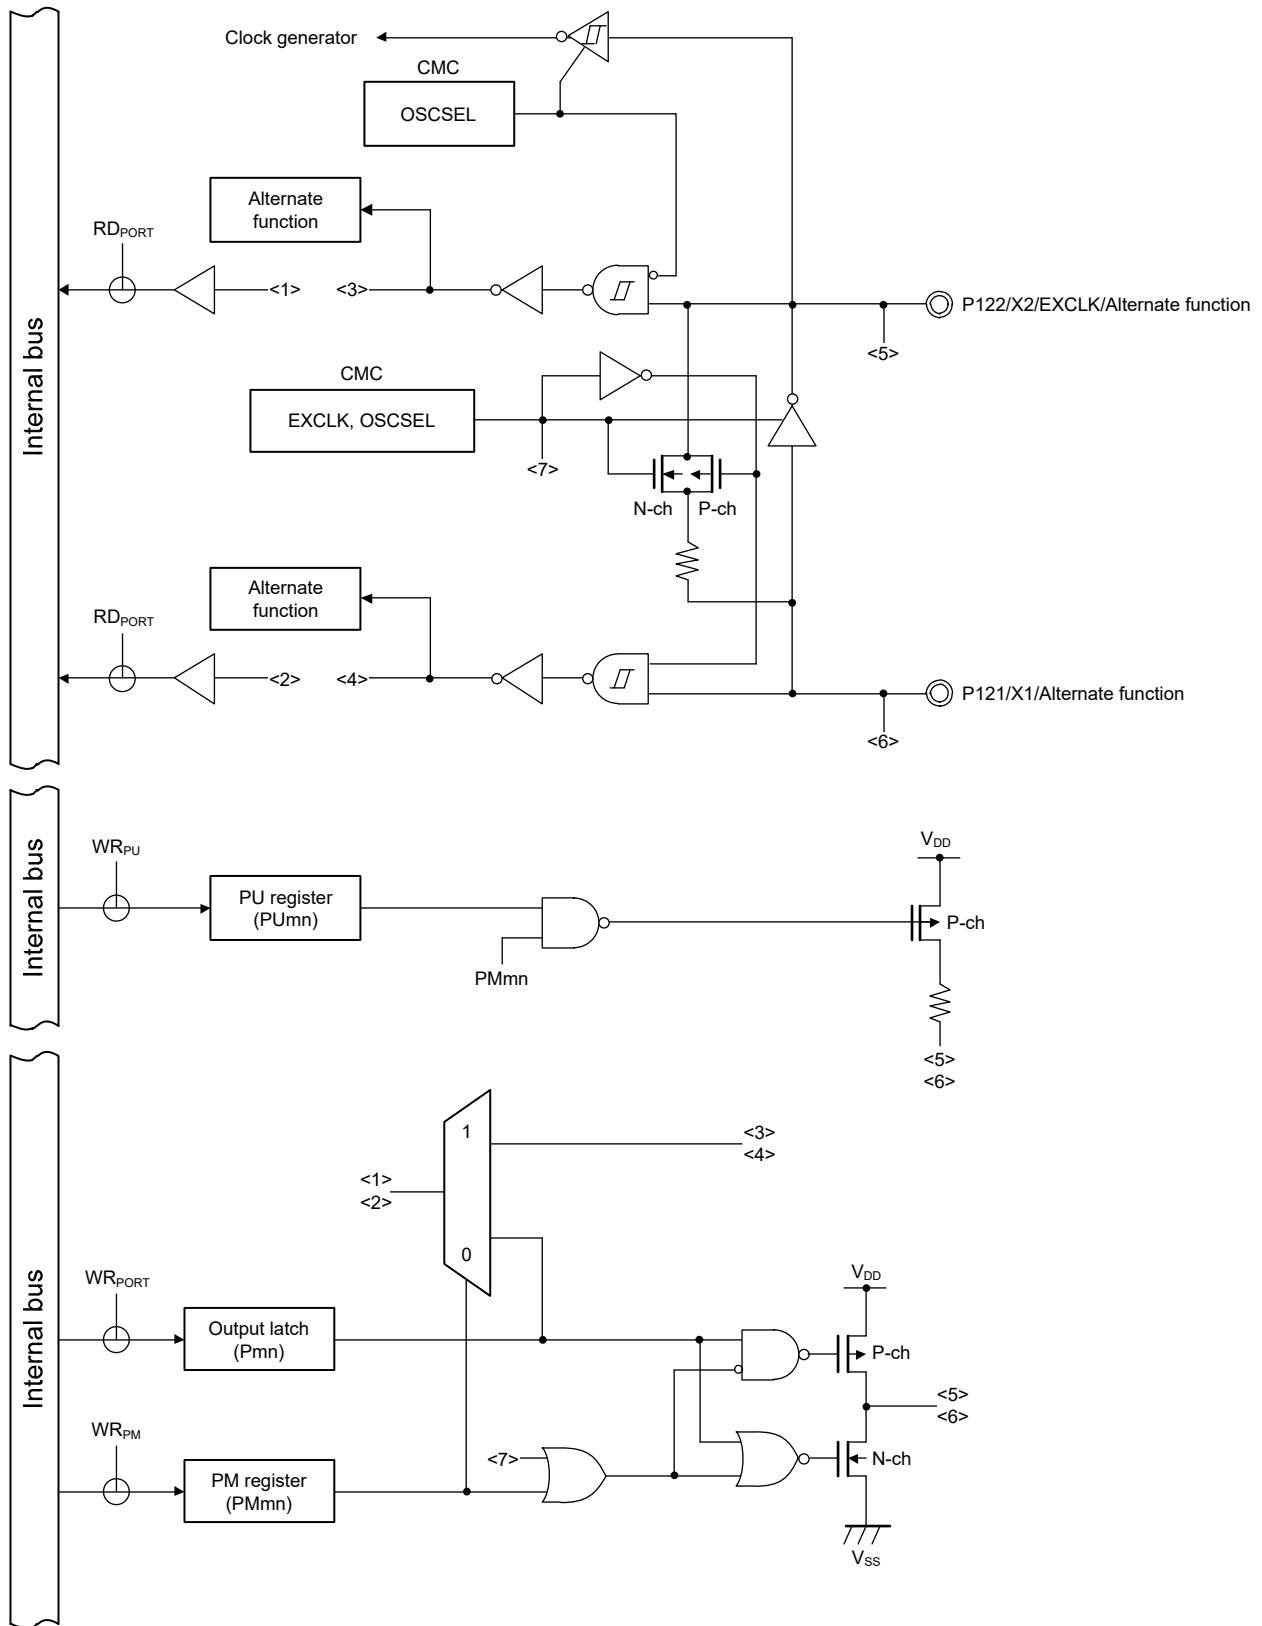 Clock generator
CMC
OSCSEL
Alternate
function
RDPORT
<1>
<3>
P122/X2/EXCLK/Alternate function
<5>
Internal bus
CMC
EXCLK, OSCSEL
<7>
N-ch
P-ch
Alternate
function
RDPORT
<2>
<4>
P121/X1/Alternate function
<6>
Internal bus
WRPU
PU register
(PUmn)
PMmn
VDD
P-ch
<5>
<6>
Internal bus
1
<3>
<4>
<1>
<2>
0
WRPORT
Output latch
(Pmn)
VDD
P-ch
<5>
<6>
WRPM
PM register
(PMmn)
<7>
N-ch
VSS